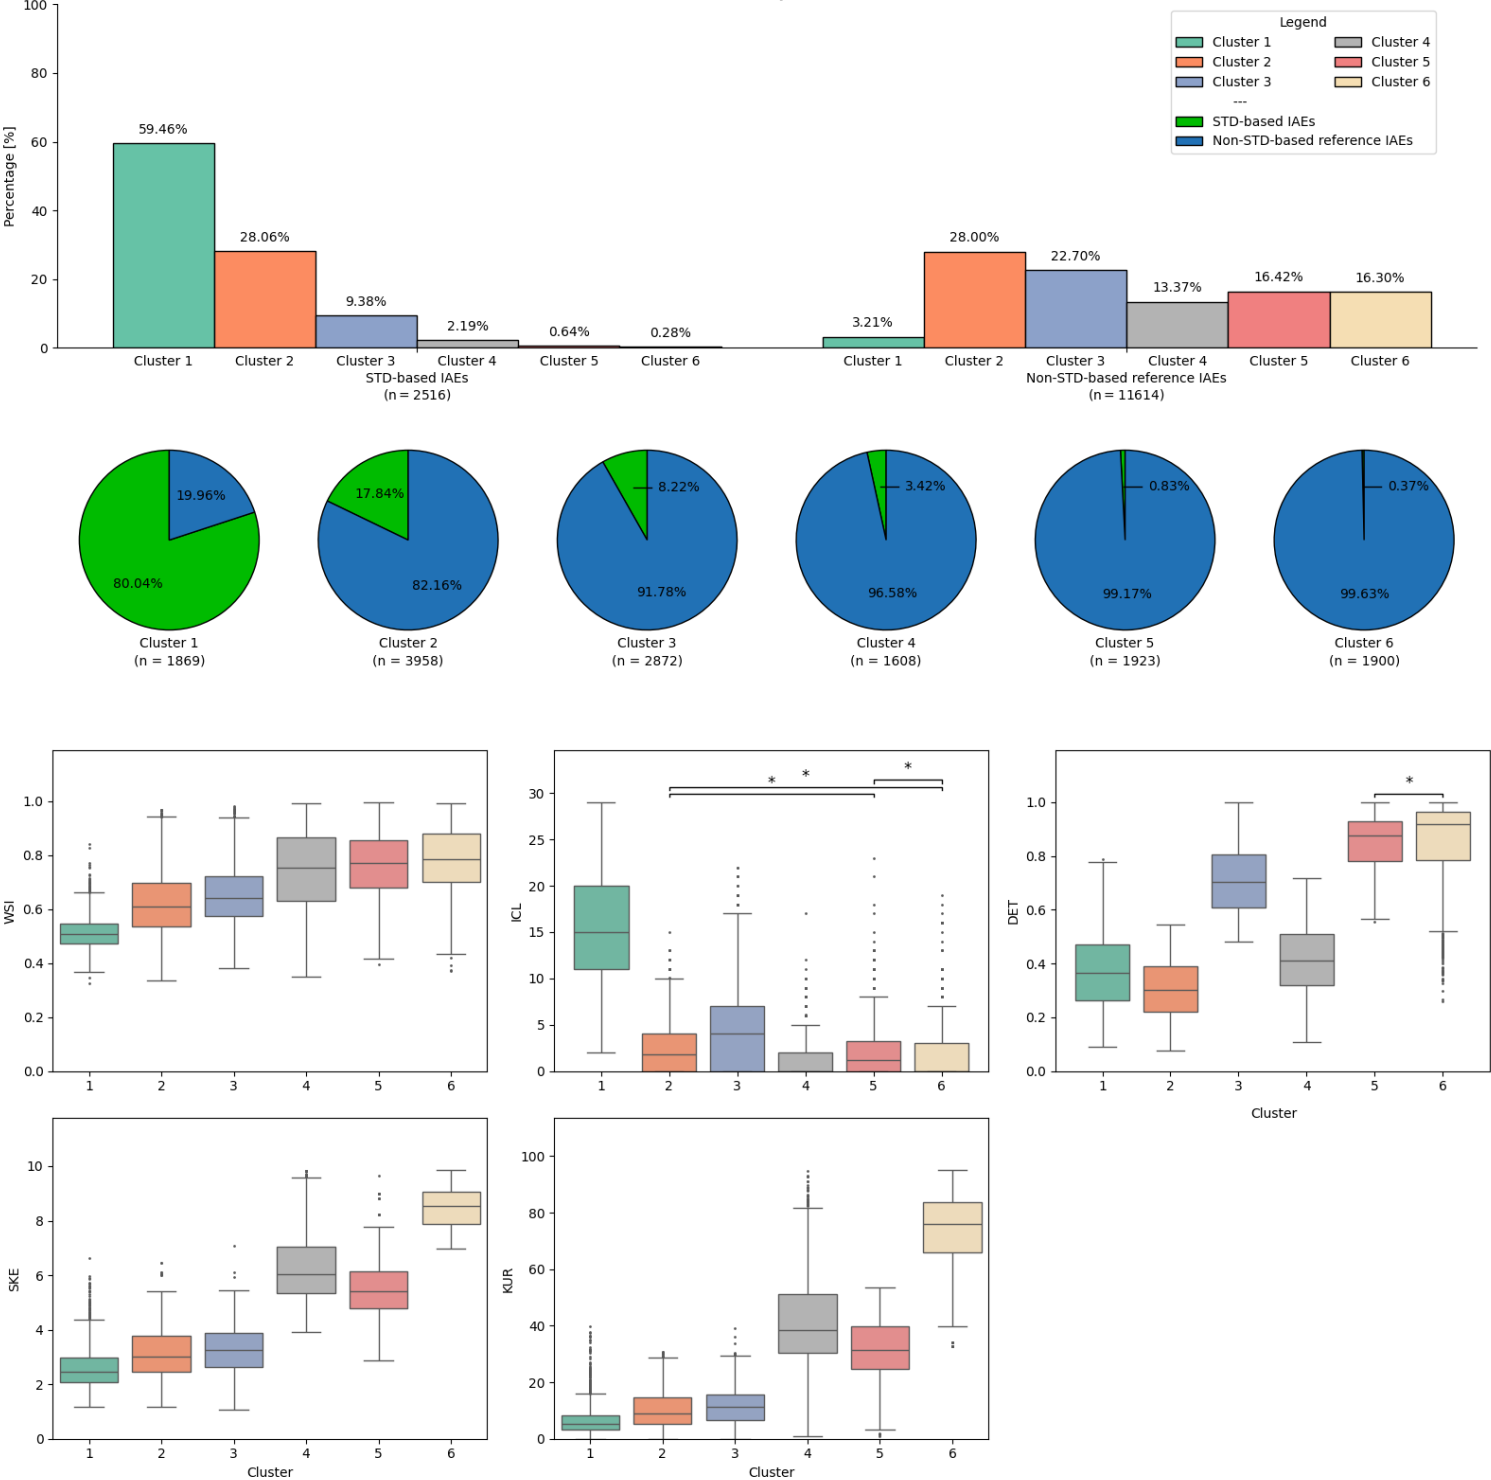 100
80
60
40
20
0
Percentage [%]
Legend
Cluster 1
Cluster 4
Cluster 2
Cluster 5
Cluster 3
Cluster 6
---
STD-based IAEs
Non-STD-based reference IAEs
59.46%
28.06%
9.38%
2.19%
0.64%
0.28%
3.21%
28.00%
22.70%
13.37%
16.42%
16.30%
Cluster 1 Cluster 2 Cluster 3 Cluster 4 Cluster 5 Cluster 6
STD-based IAEs
(n = 2516)
Cluster 1 Cluster 2 Cluster 3 Cluster 4 Cluster 5 Cluster 6
Non-STD-based reference IAEs
(n = 11614)
19.96%
80.04%
Cluster 1
(n = 1869)
17.84%
82.16%
Cluster 2
(n = 3958)
8.22%
91.78%
Cluster 3
(n = 2872)
3.42%
96.58%
Cluster 4
(n = 1608)
0.83%
99.17%
Cluster 5
(n = 1923)
0.37%
99.63%
Cluster 6
(n = 1900)
WSI
1.0
0.8
0.6
0.4
0.2
0.0
1 2 3 4 5 6
ICL
30
25
20
15
10
5
0
* * *
1 2 3 4 5 6
DET
1.0
0.8
0.6
0.4
0.2
0.0
*
1 2 3 4 5 6
Cluster
SKE
10
8
6
4
2
0
1 2 3 4 5 6
Cluster
KUR
100
80
60
40
20
0
1 2 3 4 5 6
Cluster